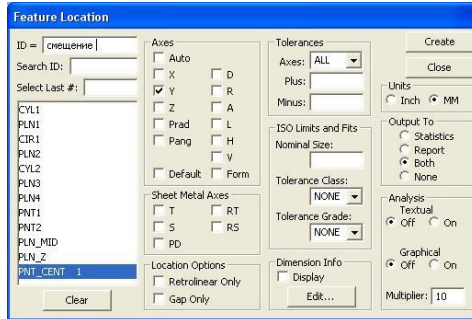 Feature Location
ID = смещение
Search ID:
Select Last #:
CYL1
PLN1
CIR1
PLN2
CYL2
PLN3
PLN4
PNT1
PNT2
PLN_MID
PLN_Z
PNT_CENT 1
Clear
Axes
Auto
X D
Y R
Z A
Prad L
Pang H
V
Default Form
Sheet Metal Axes
T RT
S RS
PD
Location Options
Retrolinear Only
Gap Only
Tolerances
Axes: ALL
Plus:
Minus:
ISO Limits and Fits
Nominal Size:
Tolerance Class:
NONE
Tolerance Grade:
NONE
Dimension Info
Display
Edit...
Create
Close
Units
Inch MM
Output To
Statistics
Report
Both
None
Analysis
Textual
Off On
Graphical
Off On
Multiplier: 10